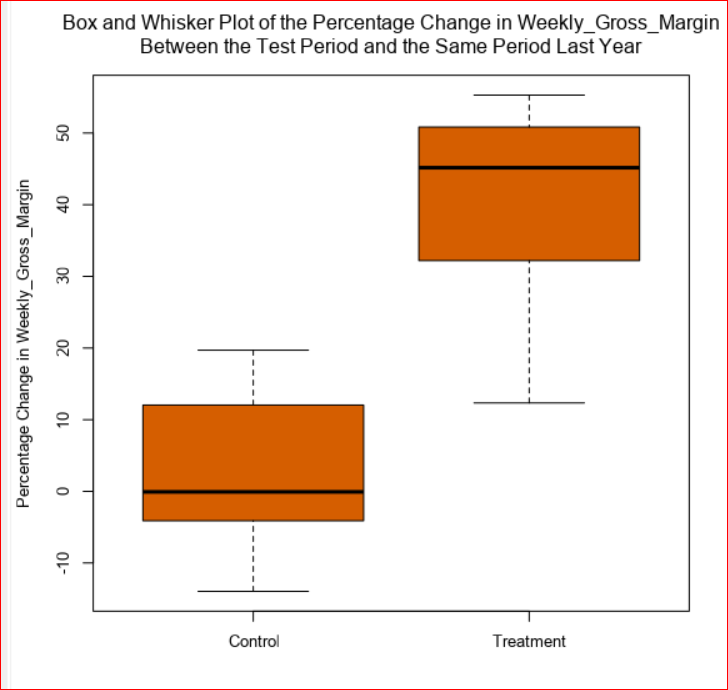 Box and Whisker Plot of the Percentage Change in Weekly_Gross_Margin
Between the Test Period and the Same Period Last Year
Percentage Change in Weekly_Gross_Margin
50
40
30
20
10
0
-10
Control
Treatment